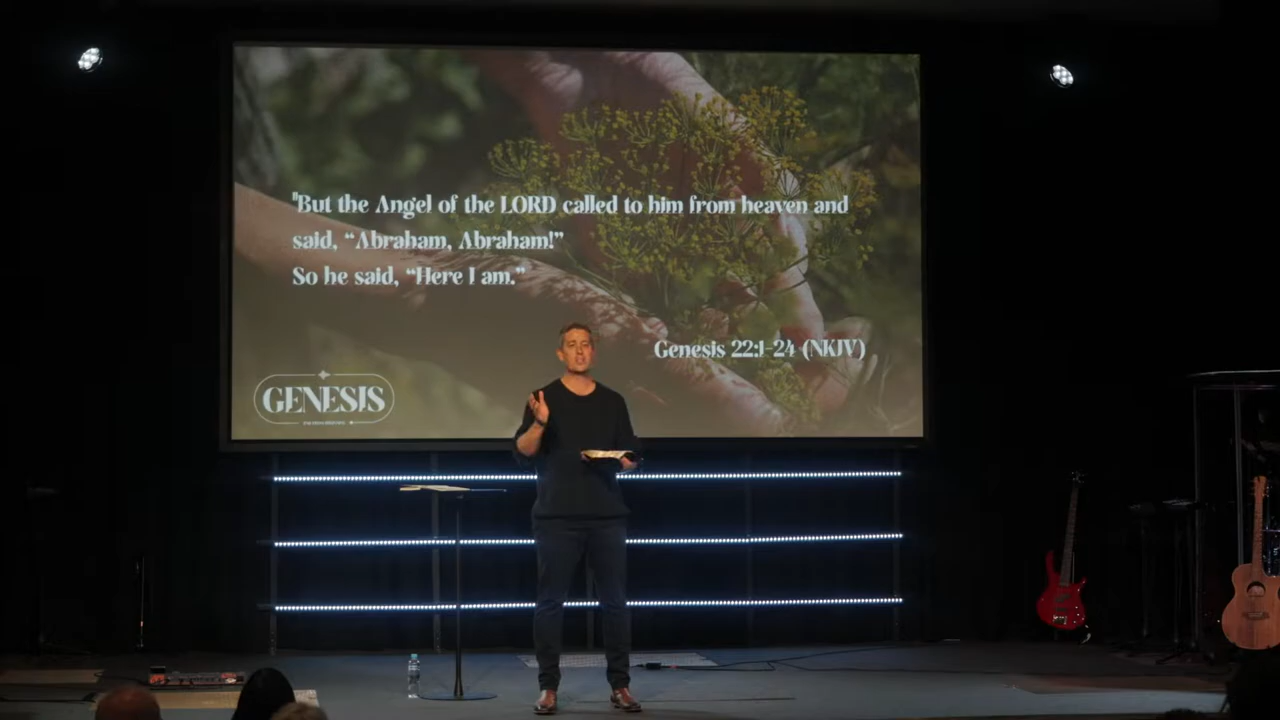 "But the Angel of the LORD called to him from heaven and
said, “Abraham, Abraham!”
So he said, “Here I am.”
Genesis 22:1-24 (NKJV)
GENESIS